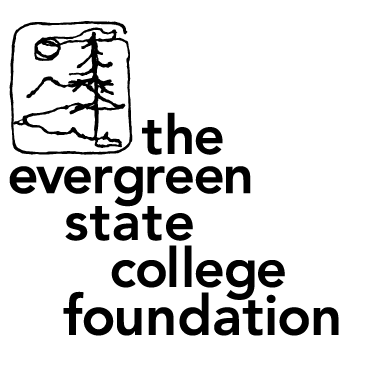 the
evergreen
state
college
foundation